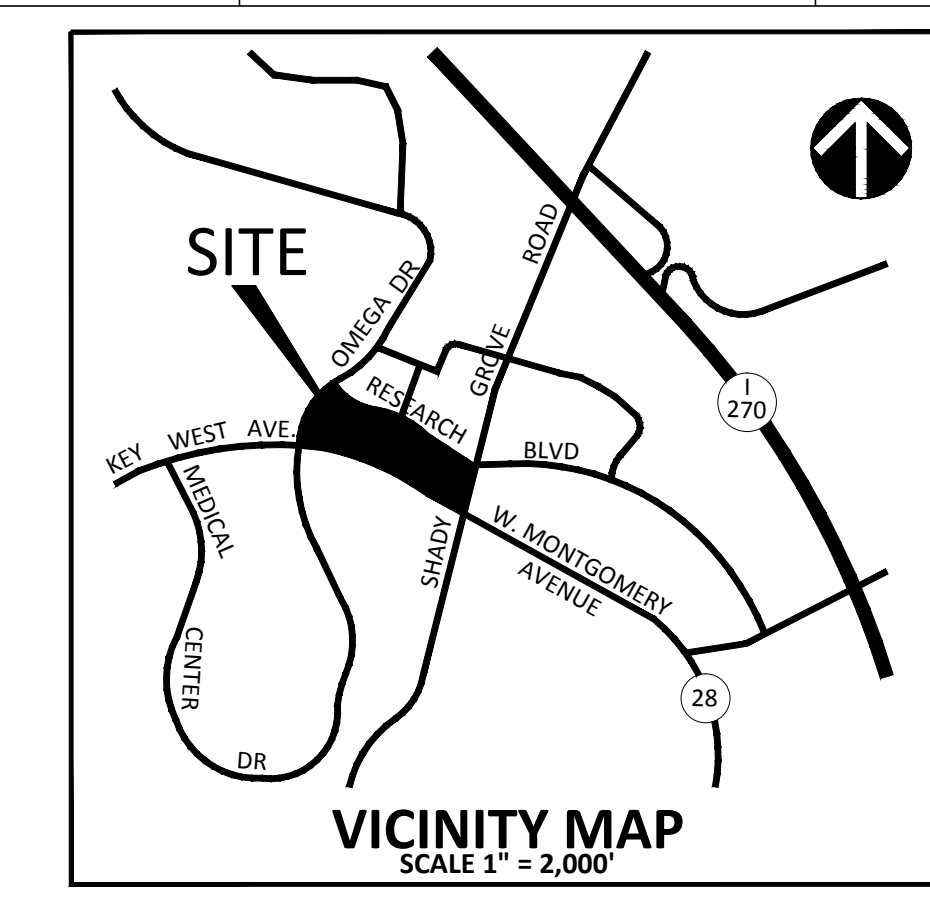 SITE
ROAD
OMEGA DR
GROVE
I
270
RESEARCH
BLVD
KEY WEST AVE.
MEDICAL
SHADY
W. MONTGOMERY
AVENUE
CENTER
28
DR
VICINITY MAP
SCALE 1" = 2,000'